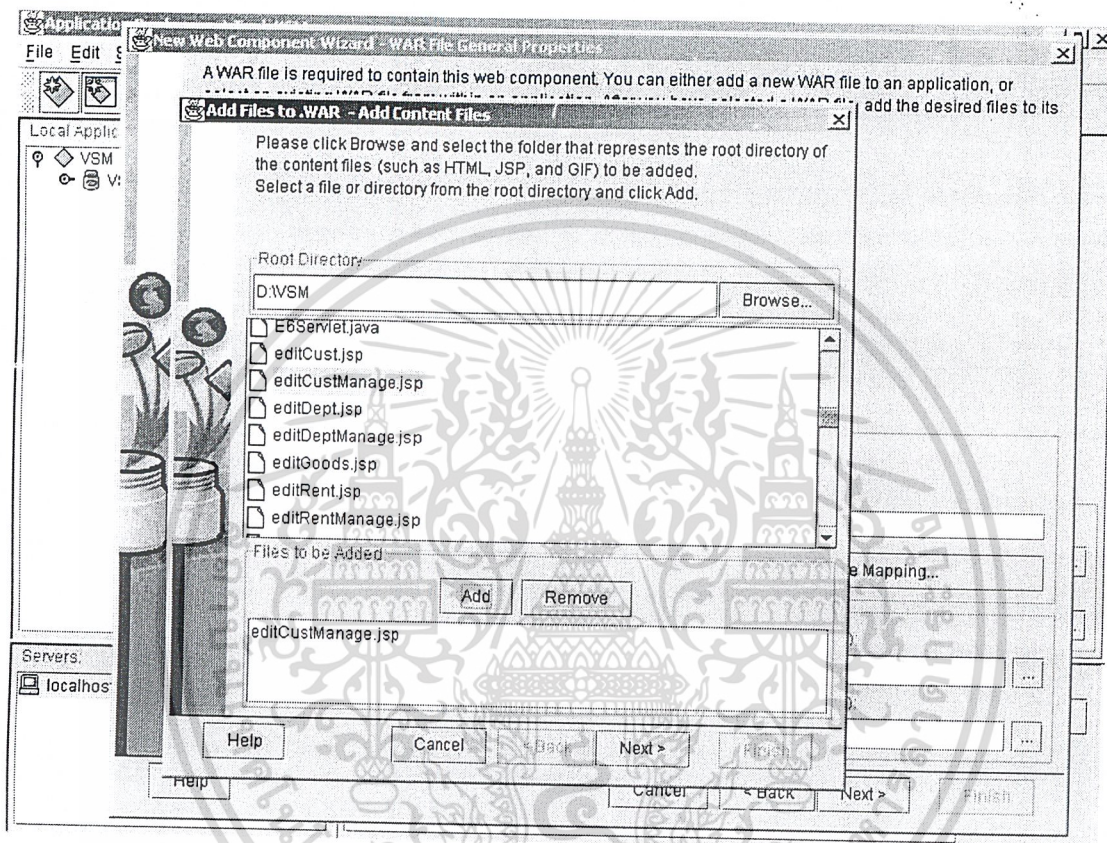 File Edit
New Web Component Wizard - WAR File General Properties
A WAR file is required to contain this web component. You can either add a new WAR file to an application, or
add the desired files to its
Add Files to .WAR - Add Content Files
Please click Browse and select the folder that represents the root directory of
the content files (such as HTML, JSP, and GIF) to be added.
Select a file or directory from the root directory and click Add.
Local Applic
VSM
Root Directory
D:\VSM
Browse...
E6Servlet.java
editCust.jsp
editCustManage.jsp
editDept.jsp
editDeptManage.jsp
editGoods.jsp
editRent.jsp
editRentManage.jsp
Files to be Added
Add Remove
e Mapping...
editCustManage.jsp
Servers:
localhos
...
...
Help Cancel < Back Next > Finish
Help Cancel < Back Next > Finish